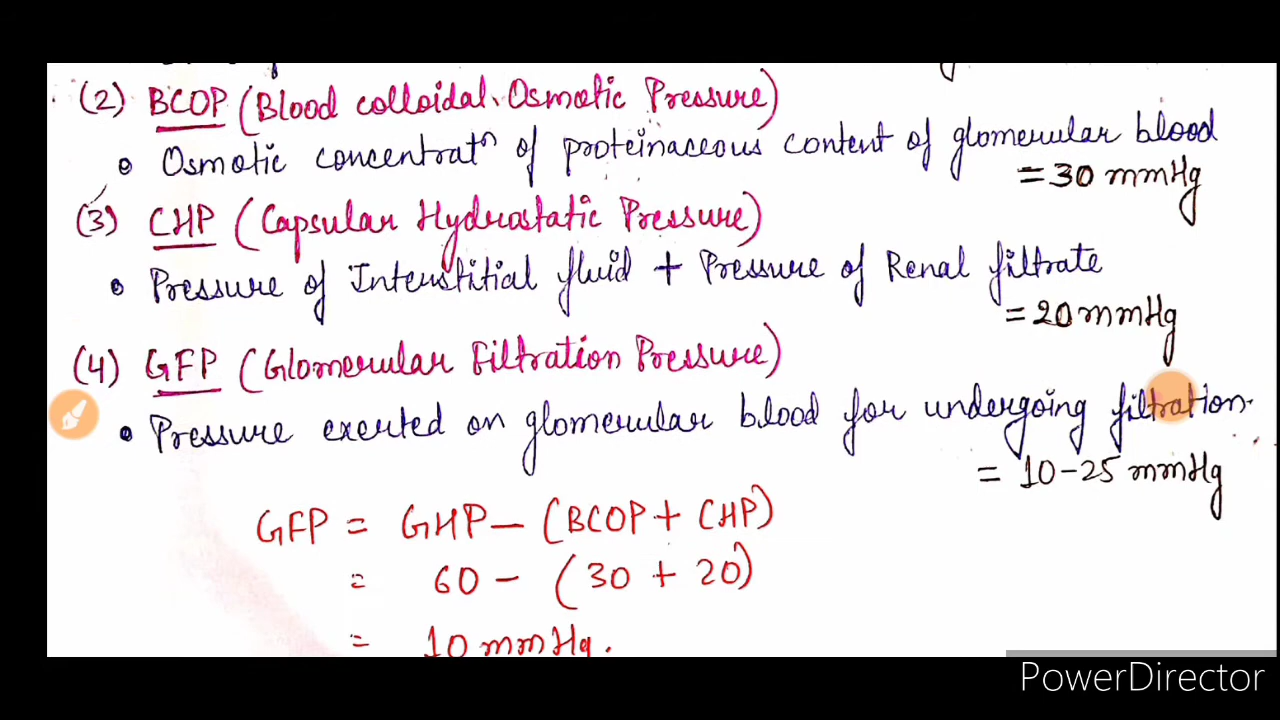 (2) BCOP (Blood colloidal Osmotic Pressure)
• Osmotic concentratⁿ of proteinaceous content of glomerular blood
= 30 mmHg
(3) CHP (Capsular Hydrostatic Pressure)
• Pressure of Interstitial fluid + Pressure of Renal filtrate
= 20 mmHg
(4) GFP (Glomerular Filtration Pressure)
• Pressure exerted on glomerular blood for undergoing filtration.
= 10-25 mmHg
GFP = GHP - (BCOP + CHP)
= 60 - (30 + 20)
= 10 mmHg.
PowerDirector